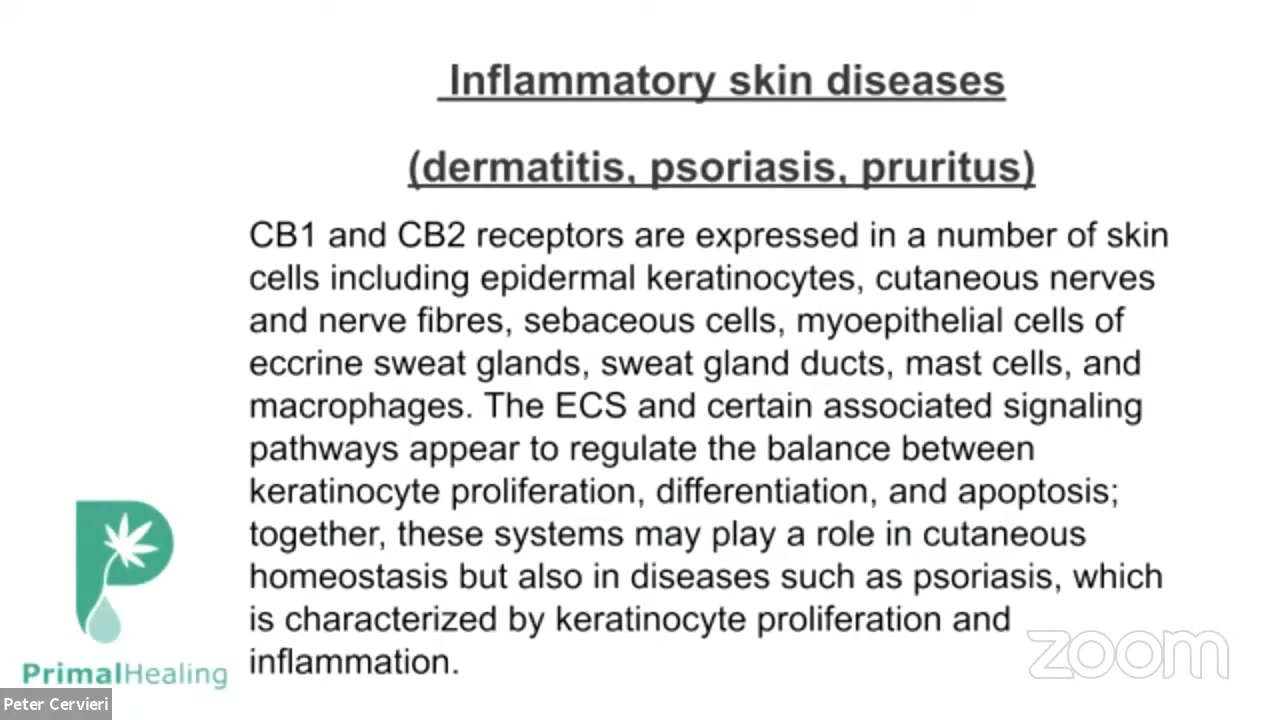 Inflammatory skin diseases
(dermatitis, psoriasis, pruritus)
CB1 and CB2 receptors are expressed in a number of skin
cells including epidermal keratinocytes, cutaneous nerves
and nerve fibres, sebaceous cells, myoepithelial cells of
eccrine sweat glands, sweat gland ducts, mast cells, and
macrophages. The ECS and certain associated signaling
pathways appear to regulate the balance between
keratinocyte proliferation, differentiation, and apoptosis;
together, these systems may play a role in cutaneous
homeostasis but also in diseases such as psoriasis, which
is characterized by keratinocyte proliferation and
inflammation.
zoom
PrimalHealing
Peter Cervieri